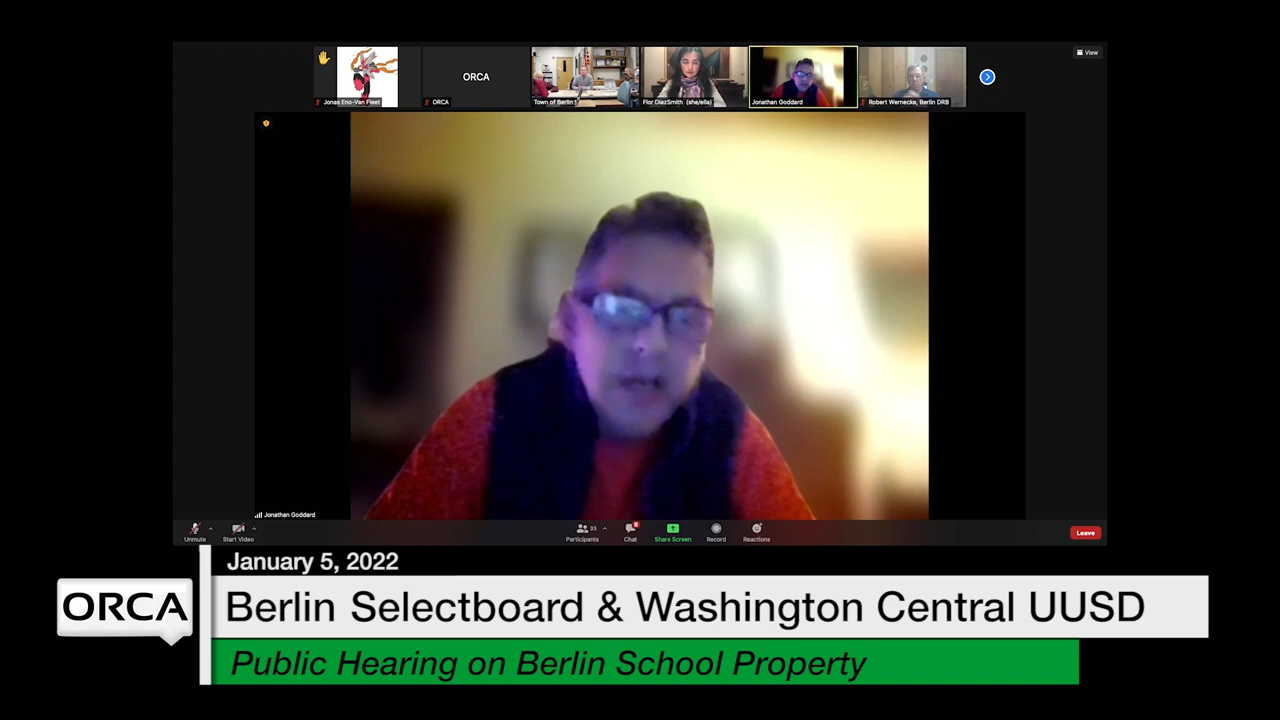 View
ORCA
Jonas Eno-Van Fleet
ORCA
Town of Berlin 1
Flor DiazSmith (she/ella)
Jonathan Goddard
Robert Wernecke, Berlin DRB
Jonathan Goddard
Unmute
Start Video
Participants
33
Chat
Share Screen
Record
Reactions
Leave
January 5, 2022
ORCA
Berlin Selectboard & Washington Central UUSD
Public Hearing on Berlin School Property